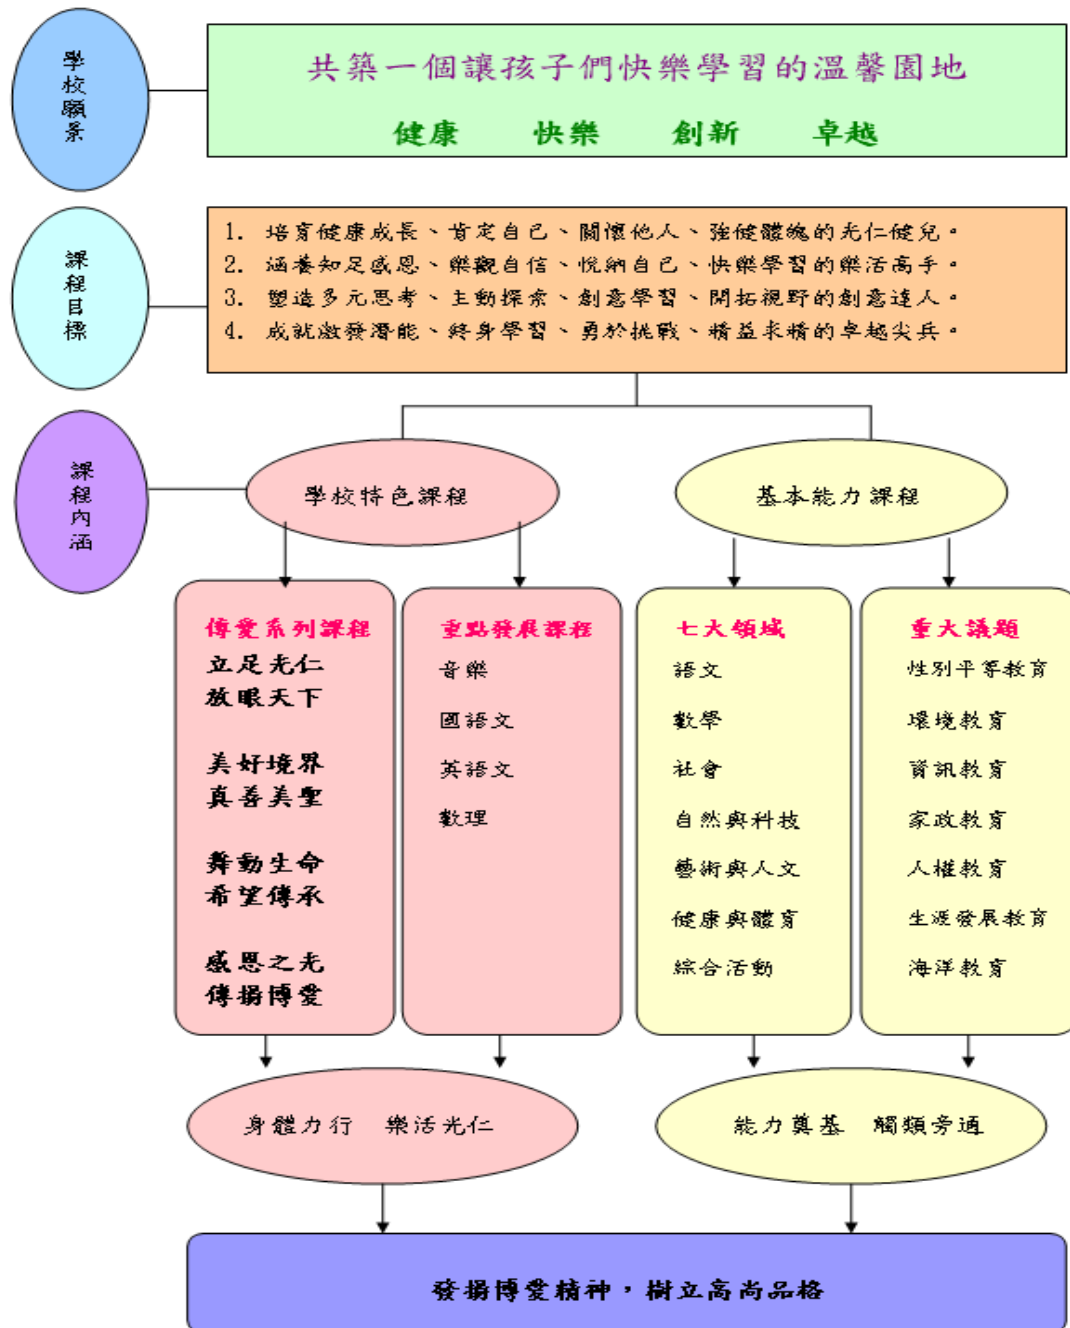 學校願景
共築一個讓孩子們快樂學習的溫馨園地
健康 快樂 創新 卓越
課程目標
1. 培育健康成長、肯定自己、關懷他人、強健體魄的光仁健兒。
2. 涵養知足感恩、樂觀自信、悅納自己、快樂學習的樂活高手。
3. 塑造多元思考、主動探索、創意學習、開拓視野的創意達人。
4. 成就激發潛能、終身學習、勇於挑戰、精益求精的卓越尖兵。
課程內涵
學校特色課程
基本能力課程
傳愛系列課程
立足光仁
放眼天下
美好境界
真善美聖
舞動生命
希望傳承
感恩之光
傳揚博愛
重點發展課程
音樂
國語文
英語文
數理
七大領域
語文
數學
社會
自然與科技
藝術與人文
健康與體育
綜合活動
重大議題
性別平等教育
環境教育
資訊教育
家政教育
人權教育
生涯發展教育
海洋教育
身體力行 樂活光仁
能力奠基 觸類旁通
發揚博愛精神，樹立高尚品格